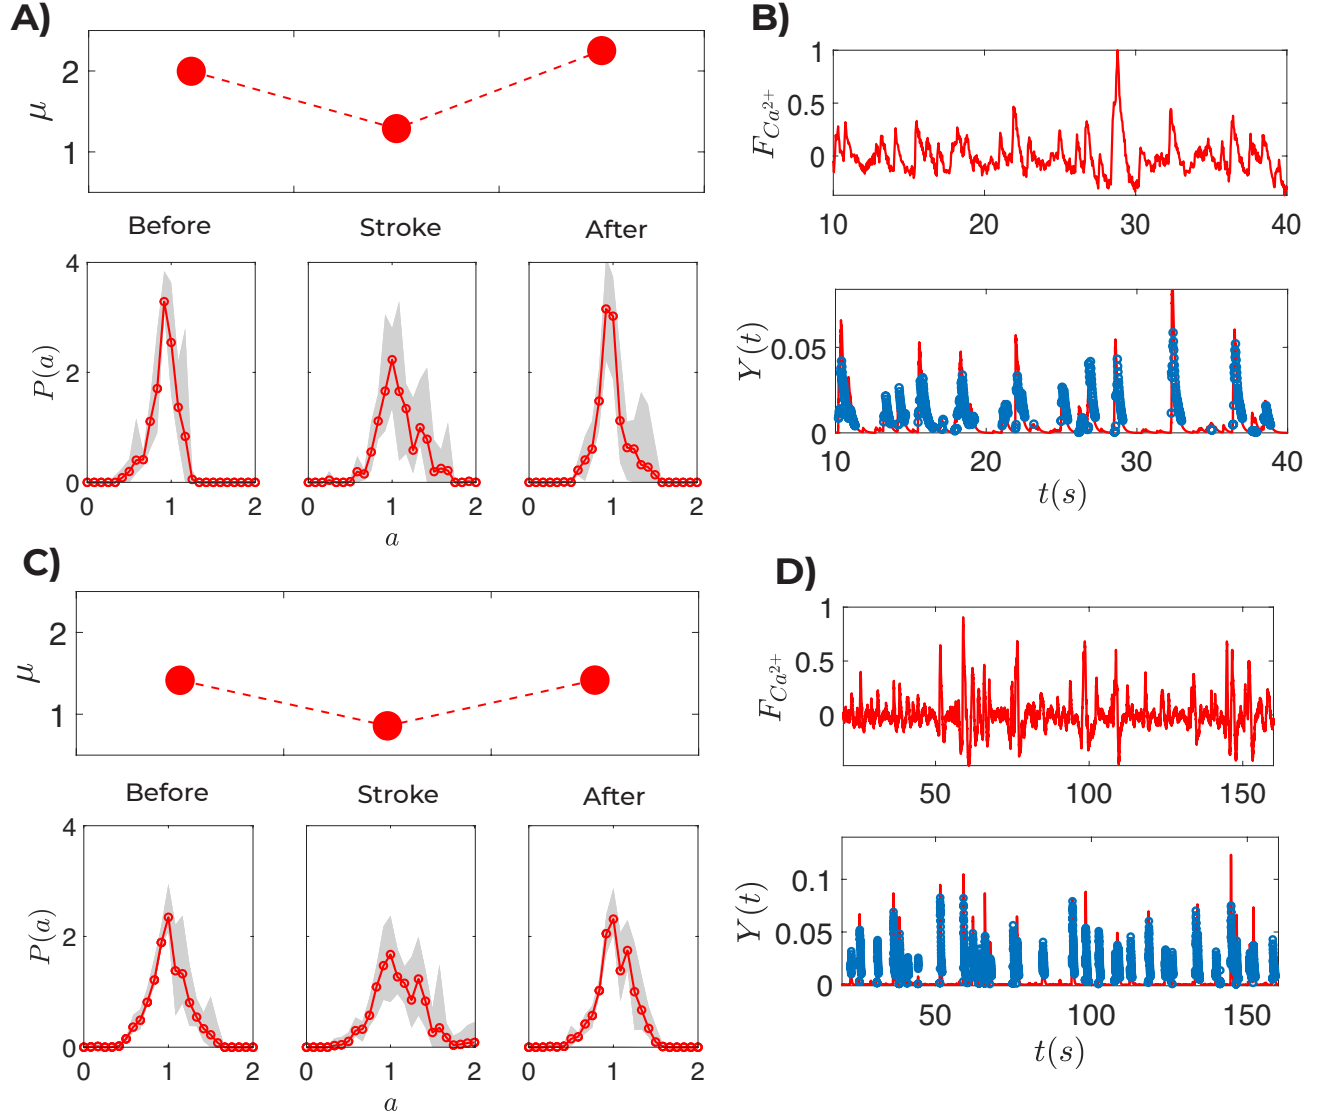 A)
2
1
μ
Before
Stroke
After
4
2
0
P(a)
0 1 2
0 1 2
0 1 2
a
B)
1
0.5
0
F_{Ca^{2+}}
10 20 30 40
0.05
0
Y(t)
10 20 30 40
t(s)
C)
2
1
μ
Before
Stroke
After
4
2
0
P(a)
0 1 2
0 1 2
0 1 2
a
D)
1
0.5
0
F_{Ca^{2+}}
50 100 150
0.1
0.05
0
Y(t)
50 100 150
t(s)